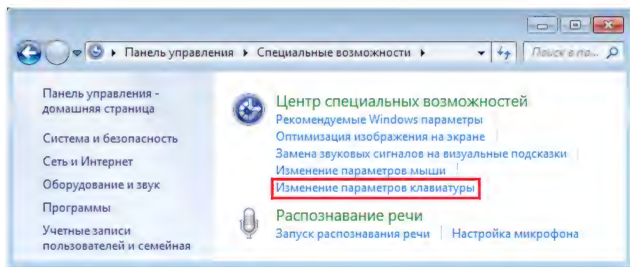 Панель управления ▸ Специальные возможности ▸
Поиск в па...
Панель управления -
домашняя страница
Система и безопасность
Сеть и Интернет
Оборудование и звук
Программы
Учетные записи
пользователей и семейная
Центр специальных возможностей
Рекомендуемые Windows параметры
Оптимизация изображения на экране
Замена звуковых сигналов на визуальные подсказки
Изменение параметров мыши
Изменение параметров клавиатуры
Распознавание речи
Запуск распознавания речи
Настройка микрофона